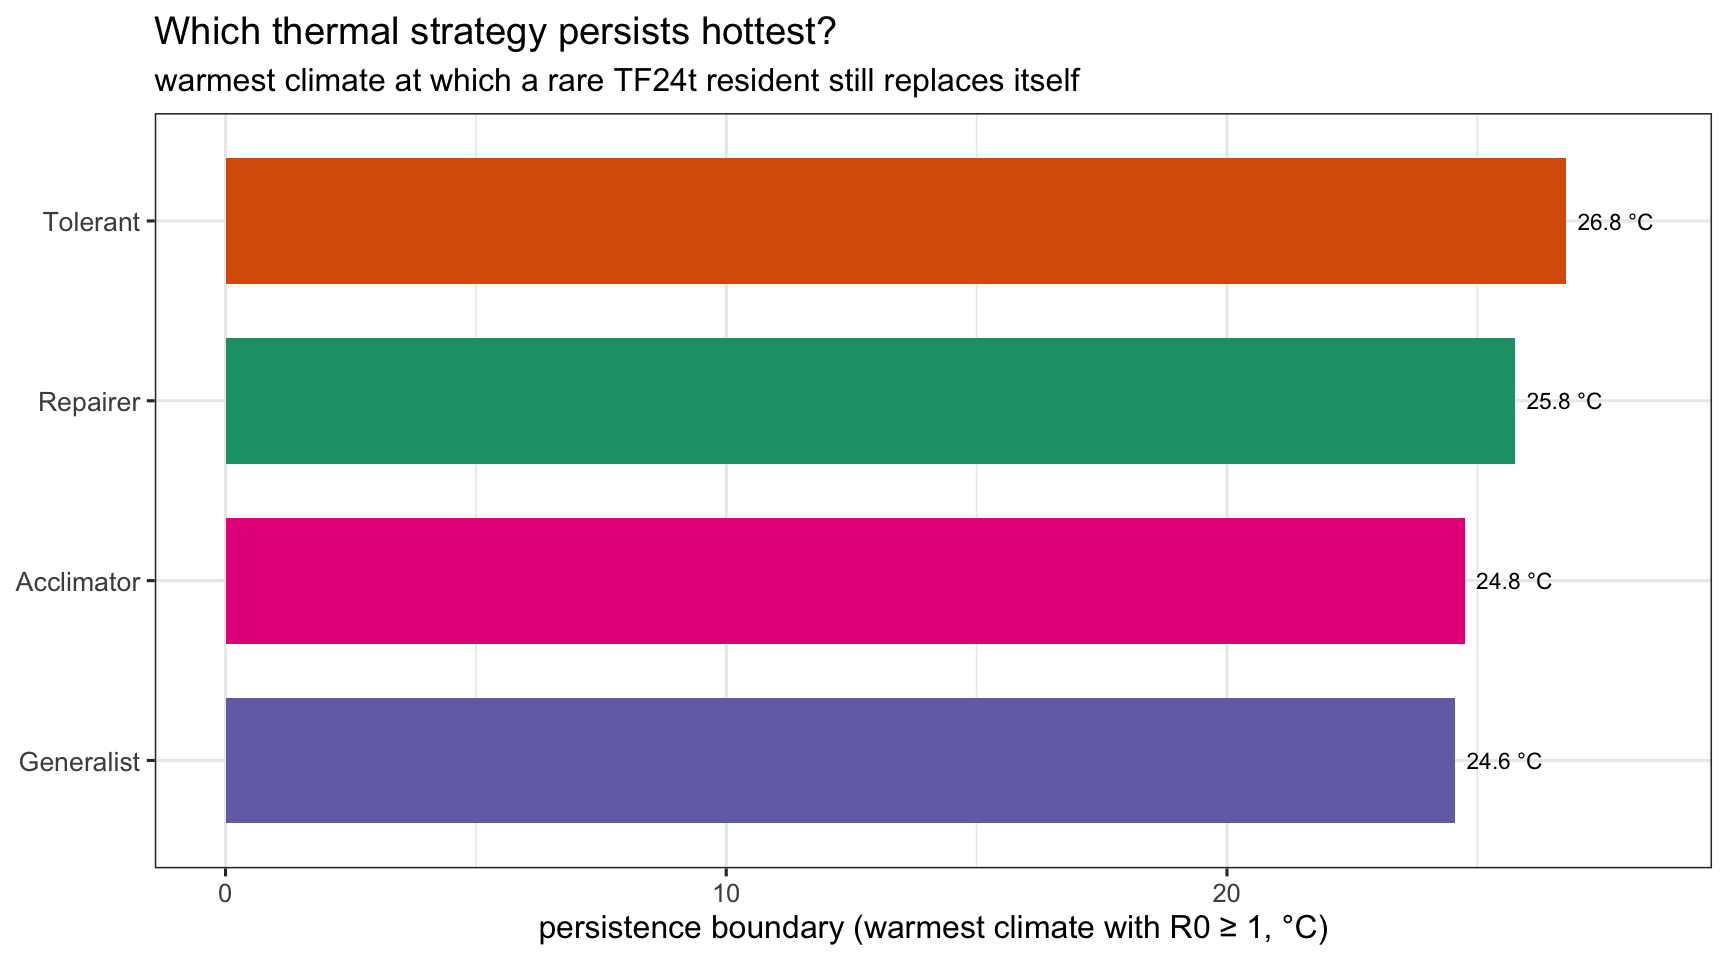 Which thermal strategy persists hottest?
warmest climate at which a rare TF24t resident still replaces itself
Tolerant
26.8 °C
Repairer
25.8 °C
Acclimator
24.8 °C
Generalist
24.6 °C
0
10
20
persistence boundary (warmest climate with R0 ≥ 1, °C)